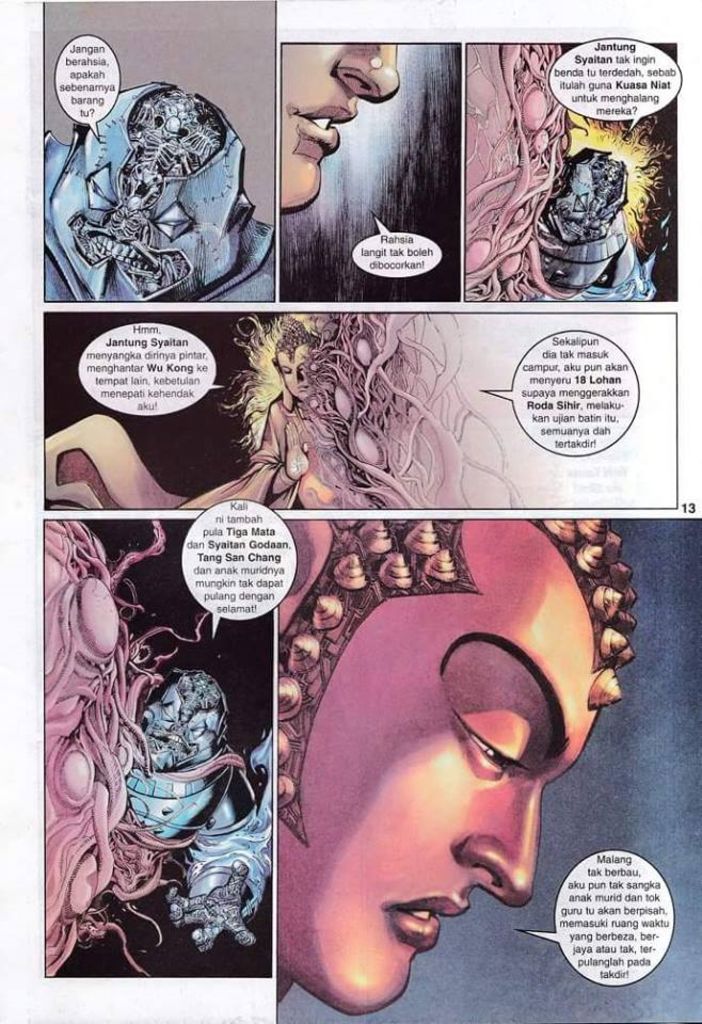 Jangan
berahsia,
apakah
sebenarnya
barang
tu?
Rahsia
langit tak boleh
dibocorkan!
Jantung
Syaitan tak ingin
benda tu terdedah, sebab
itulah guna Kuasa Niat
untuk menghalang
mereka?
Hmm,
Jantung Syaitan
menyangka dirinya pintar,
menghantar Wu Kong ke
tempat lain, kebetulan
menepati kehendak
aku!
Sekalipun
dia tak masuk
campur, aku pun akan
menyeru 18 Lohan
supaya menggerakkan
Roda Sihir, melaku-
kan ujian batin itu,
semuanya dah
tertakdir!
13
Kali
ni tambah
pula Tiga Mata
dan Syaitan Godaan,
Tang San Chang
dan anak muridnya
mungkin tak dapat
pulang dengan
selamat!
Malang
tak berbau,
aku pun tak sangka
anak murid dan tok
guru tu akan berpisah,
memasuki ruang waktu
yang berbeza, ber-
jaya atau tak, ter-
pulanglah pada
takdir!